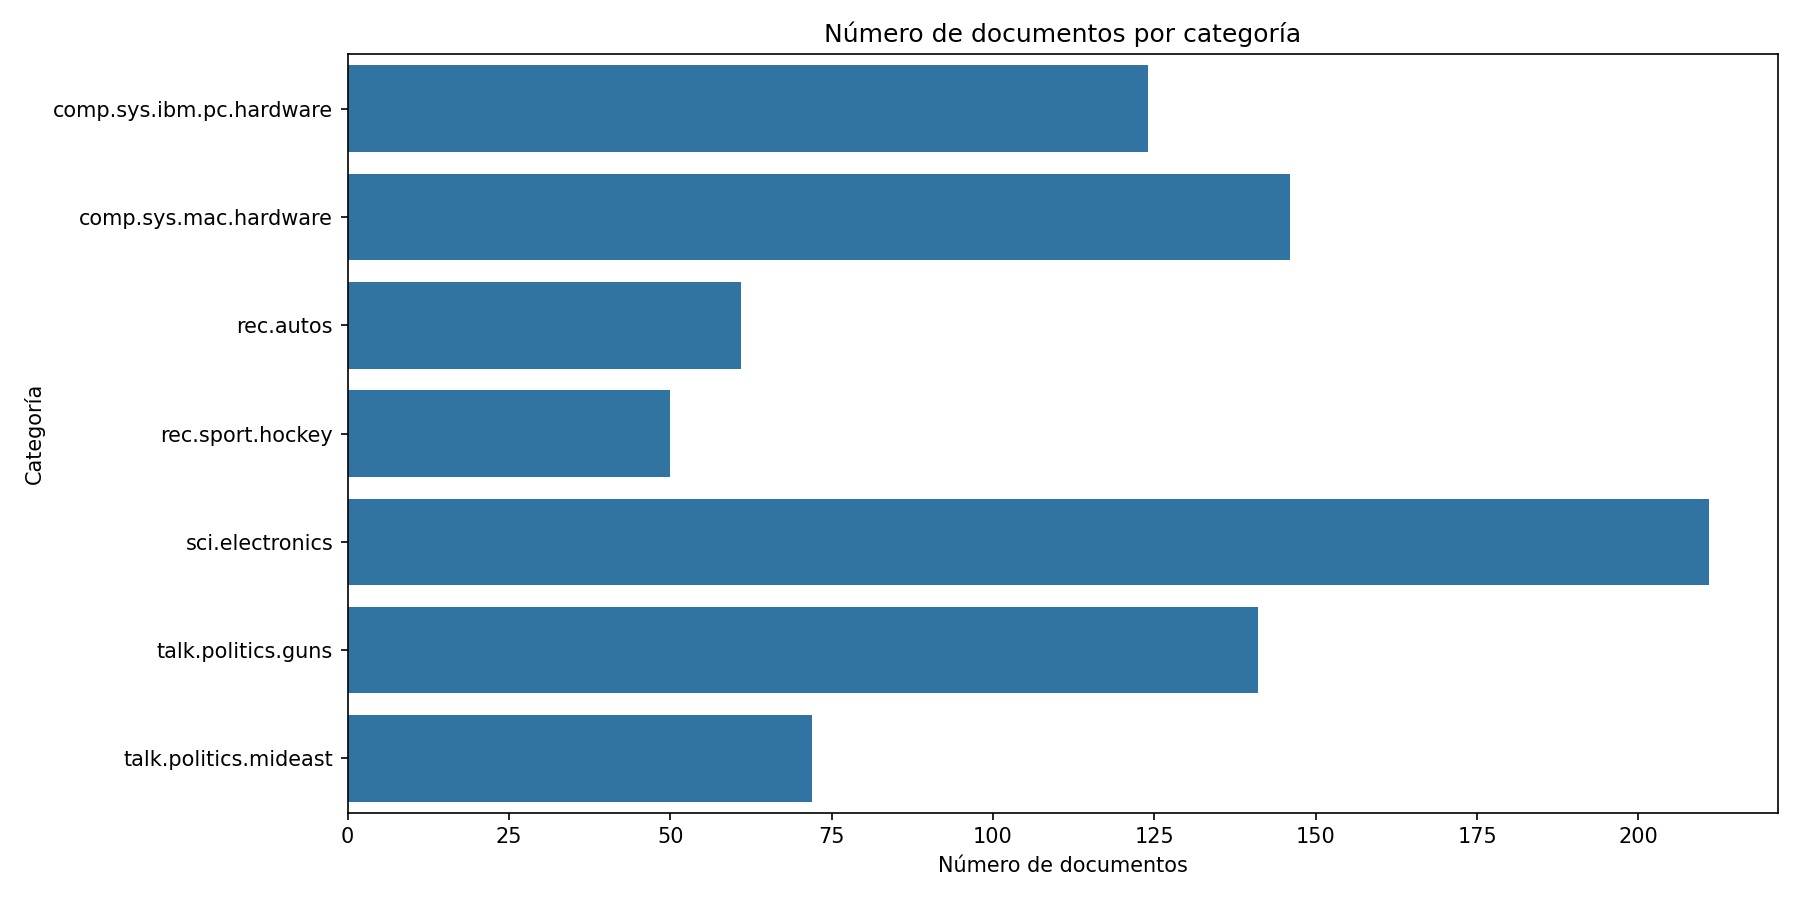 Número de documentos por categoría
comp.sys.ibm.pc.hardware
comp.sys.mac.hardware
rec.autos
rec.sport.hockey
sci.electronics
talk.politics.guns
talk.politics.mideast
Categoría
0 25 50 75 100 125 150 175 200
Número de documentos